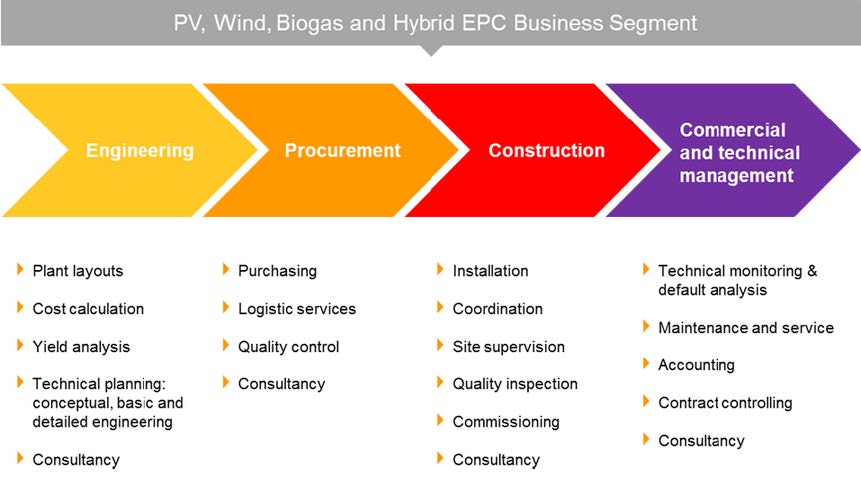 PV, Wind, Biogas and Hybrid EPC Business Segment
Engineering
Procurement
Construction
Commercial
and technical
management
Plant layouts
Cost calculation
Yield analysis
Technical planning:
conceptual, basic and
detailed engineering
Consultancy
Purchasing
Logistic services
Quality control
Consultancy
Installation
Coordination
Site supervision
Quality inspection
Commissioning
Consultancy
Technical monitoring &
default analysis
Maintenance and service
Accounting
Contract controlling
Consultancy